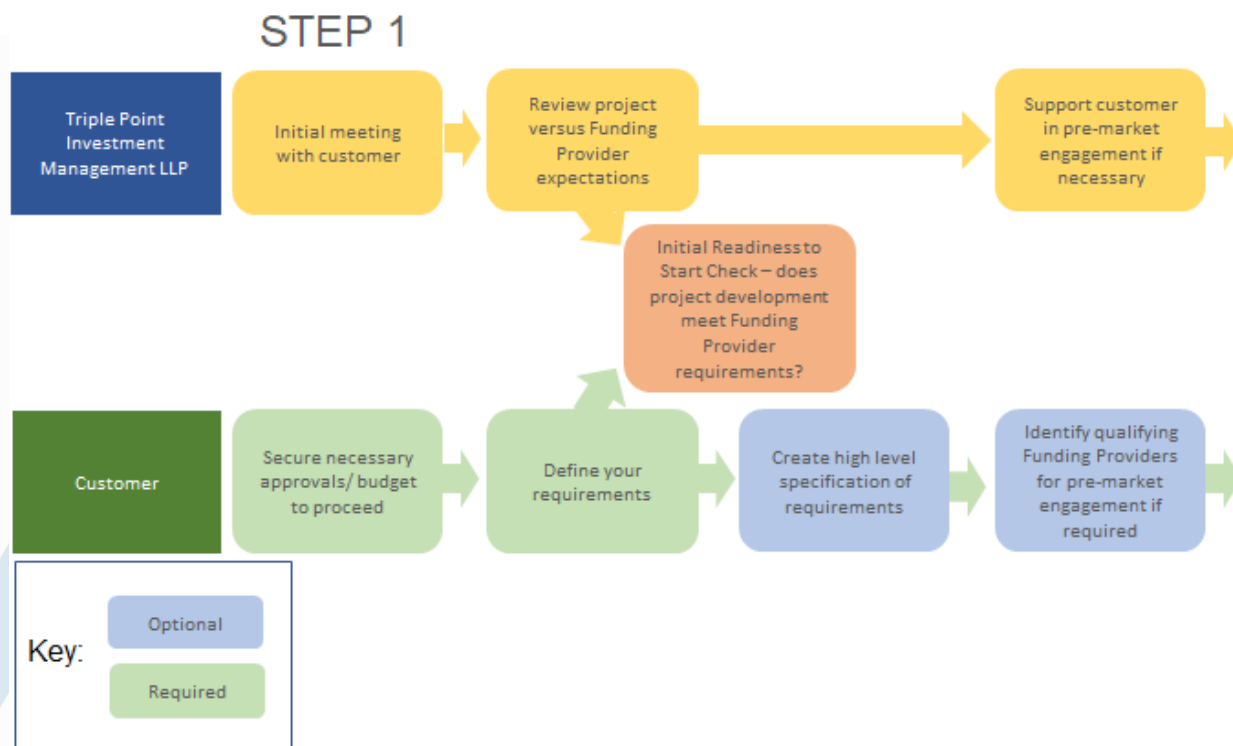 STEP 1
Triple Point
Investment
Management LLP
Initial meeting
with customer
Review project
versus Funding
Provider
expectations
Support customer
in pre-market
engagement if
necessary
Initial Readiness to
Start Check – does
project development
meet Funding
Provider
requirements?
Customer
Secure necessary
approvals/ budget
to proceed
Define your
requirements
Create high level
specification of
requirements
Identify qualifying
Funding Providers
for pre-market
engagement if
required
Key:
Optional
Required